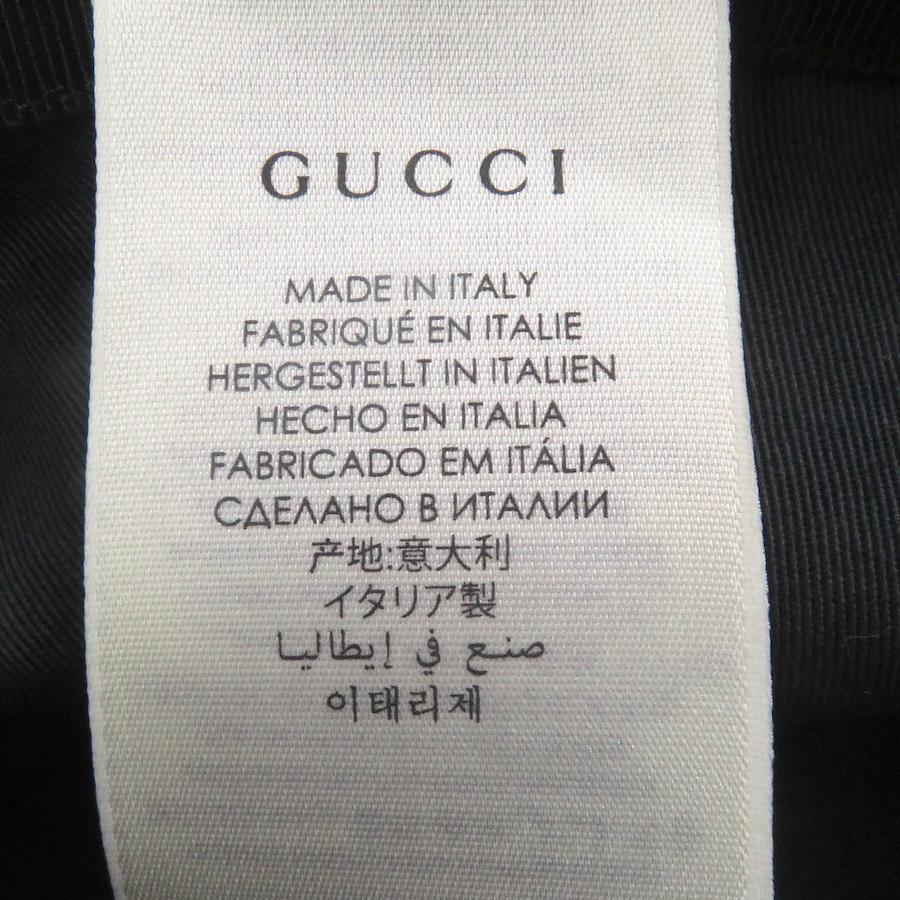 GUCCI
MADE IN ITALY
FABRIQUÉ EN ITALIE
HERGESTELLT IN ITALIEN
HECHO EN ITALIA
FABRICADO EM ITÁLIA
СДЕЛАНО В ИТАЛИИ
产地:意大利
イタリア製
صنع في إيطاليا
이태리제